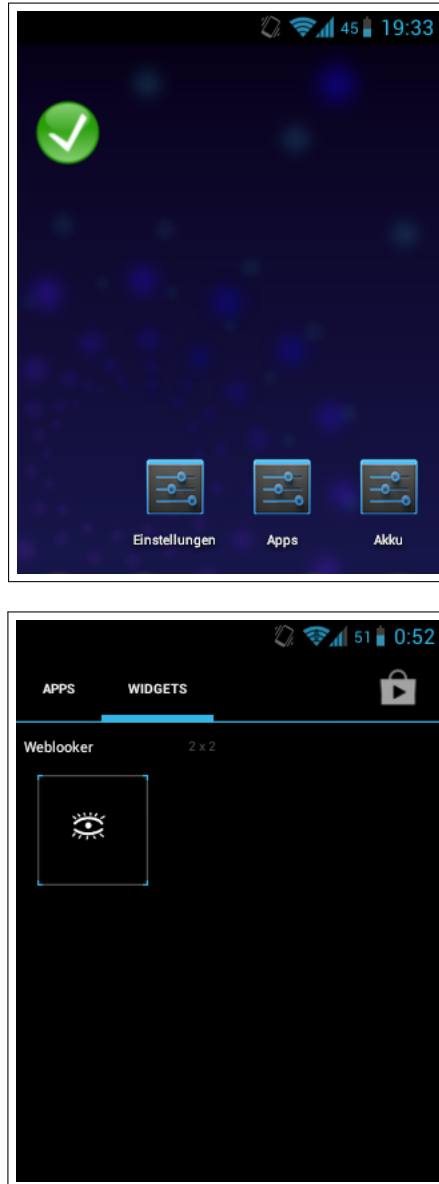 45 19:33
Einstellungen Apps Akku
51 0:52
APPS WIDGETS
Weblooker 2 x 2